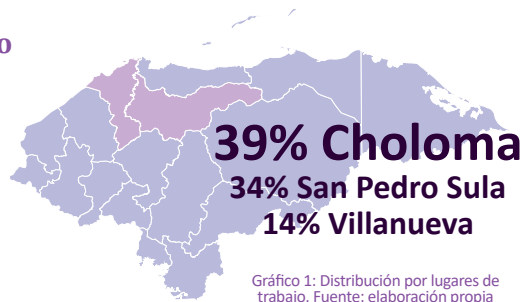 o
39% Choloma
34% San Pedro Sula
14% Villanueva
Gráfico 1: Distribución por lugares de
trabajo. Fuente: elaboración propia